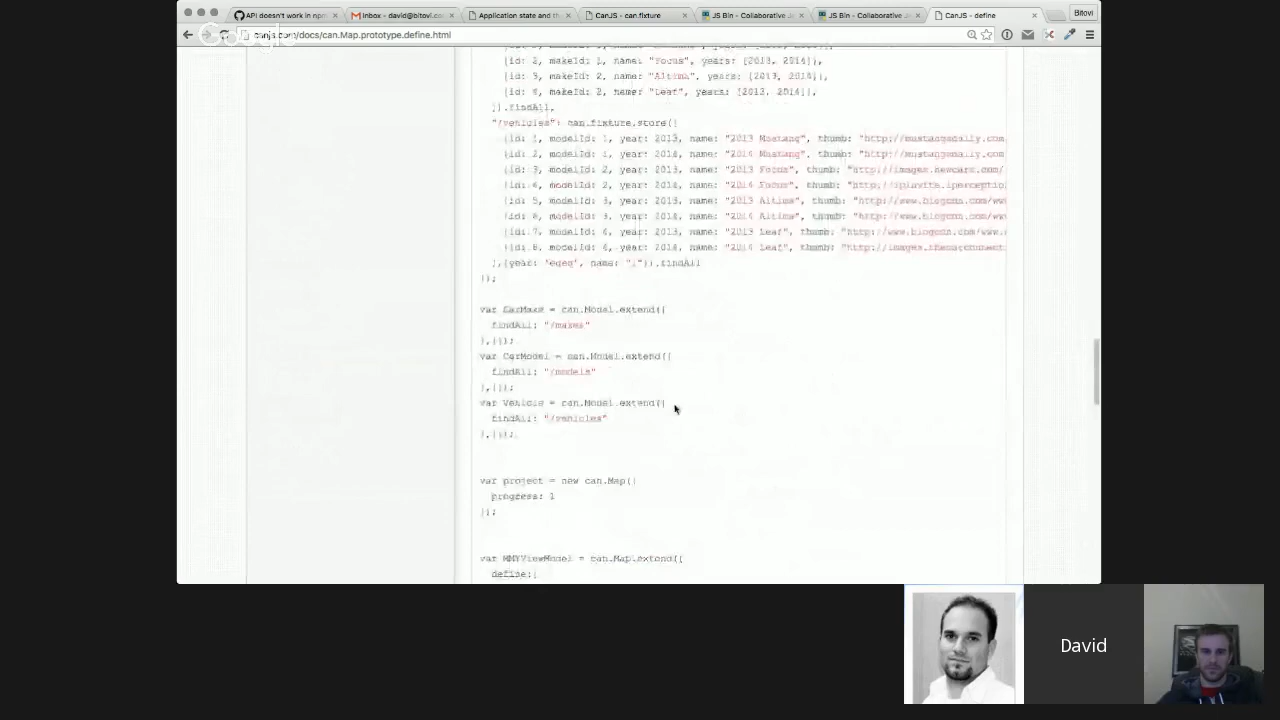 API doesn't work in npm
Inbox - david@bitovi.co
Application state and th
CanJS - can.fixture
JS Bin - Collaborative J
JS Bin - Collaborative J
CanJS - define
Bitovi
Google
canjs.com/docs/can.Map.prototype.define.html
{id: 2, makeId: 1, name: "Focus", years: [2013, 2014]},
{id: 3, makeId: 2, name: "Altima", years: [2013, 2014]},
{id: 4, makeId: 2, name: "Leaf", years: [2013, 2014]},
]).findAll,
"/vehicles": can.fixture.store([
{id: 1, modelId: 1, year: 2013, name: "2013 Mustang", thumb: "http://mustangsdaily.com
{id: 2, modelId: 1, year: 2014, name: "2014 Mustang", thumb: "http://mustangsdaily.com
{id: 3, modelId: 2, year: 2013, name: "2013 Focus", thumb: "http://images.newcars.com/
{id: 4, modelId: 2, year: 2014, name: "2014 Focus", thumb:
{id: 5, modelId: 3, year: 2013, name: "2013 Altima", thumb: "http://www.blogcdn.com/ww
{id: 6, modelId: 3, year: 2014, name: "2014 Altima", thumb: "http://www.blogcdn.com/ww
{id: 7, modelId: 4, year: 2013, name: "2013 Leaf", thumb: "http://www.blogcdn.com/www.
{id: 8, modelId: 4, year: 2014, name: "2014 Leaf", thumb:
name: "i"}).findAll
});
var CarMake = can.Model.extend({
findAll: "/makes"
},{});
var CarModel = can.Model.extend({
findAll: "/models"
},{});
var Vehicle = can.Model.extend({
findAll: "/vehicles"
},{});
var project = new can.Map({
progress: 1
});
var MMYViewModel = can.Map.extend({
define:{
David